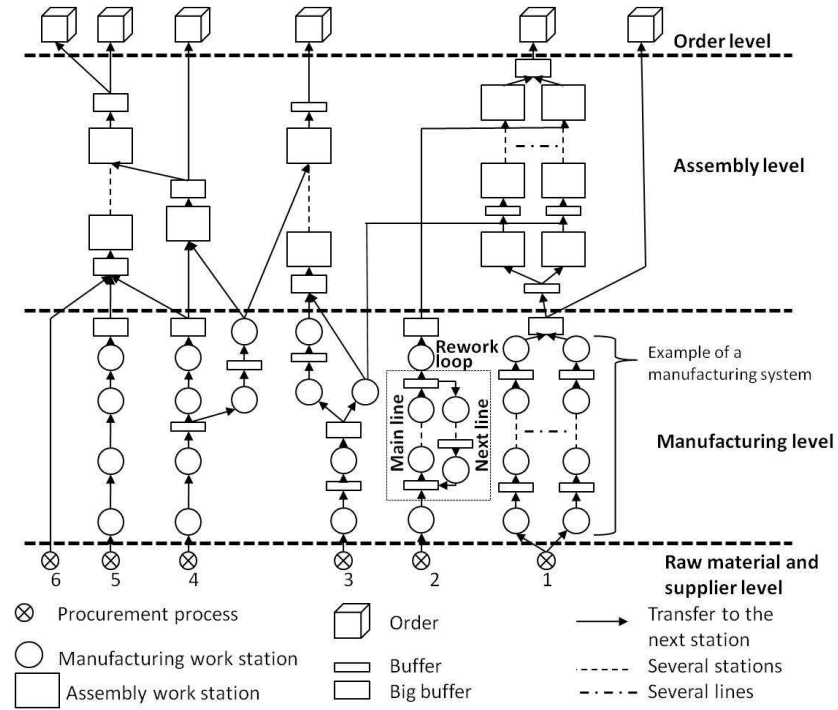 Order level
Assembly level
Rework
loop
Main line
Next line
Example of a
manufacturing system
Manufacturing level
6
5
4
3
2
1
Raw material and
supplier level
Procurement process
Manufacturing work station
Assembly work station
Order
Buffer
Big buffer
Transfer to the
next station
Several stations
Several lines